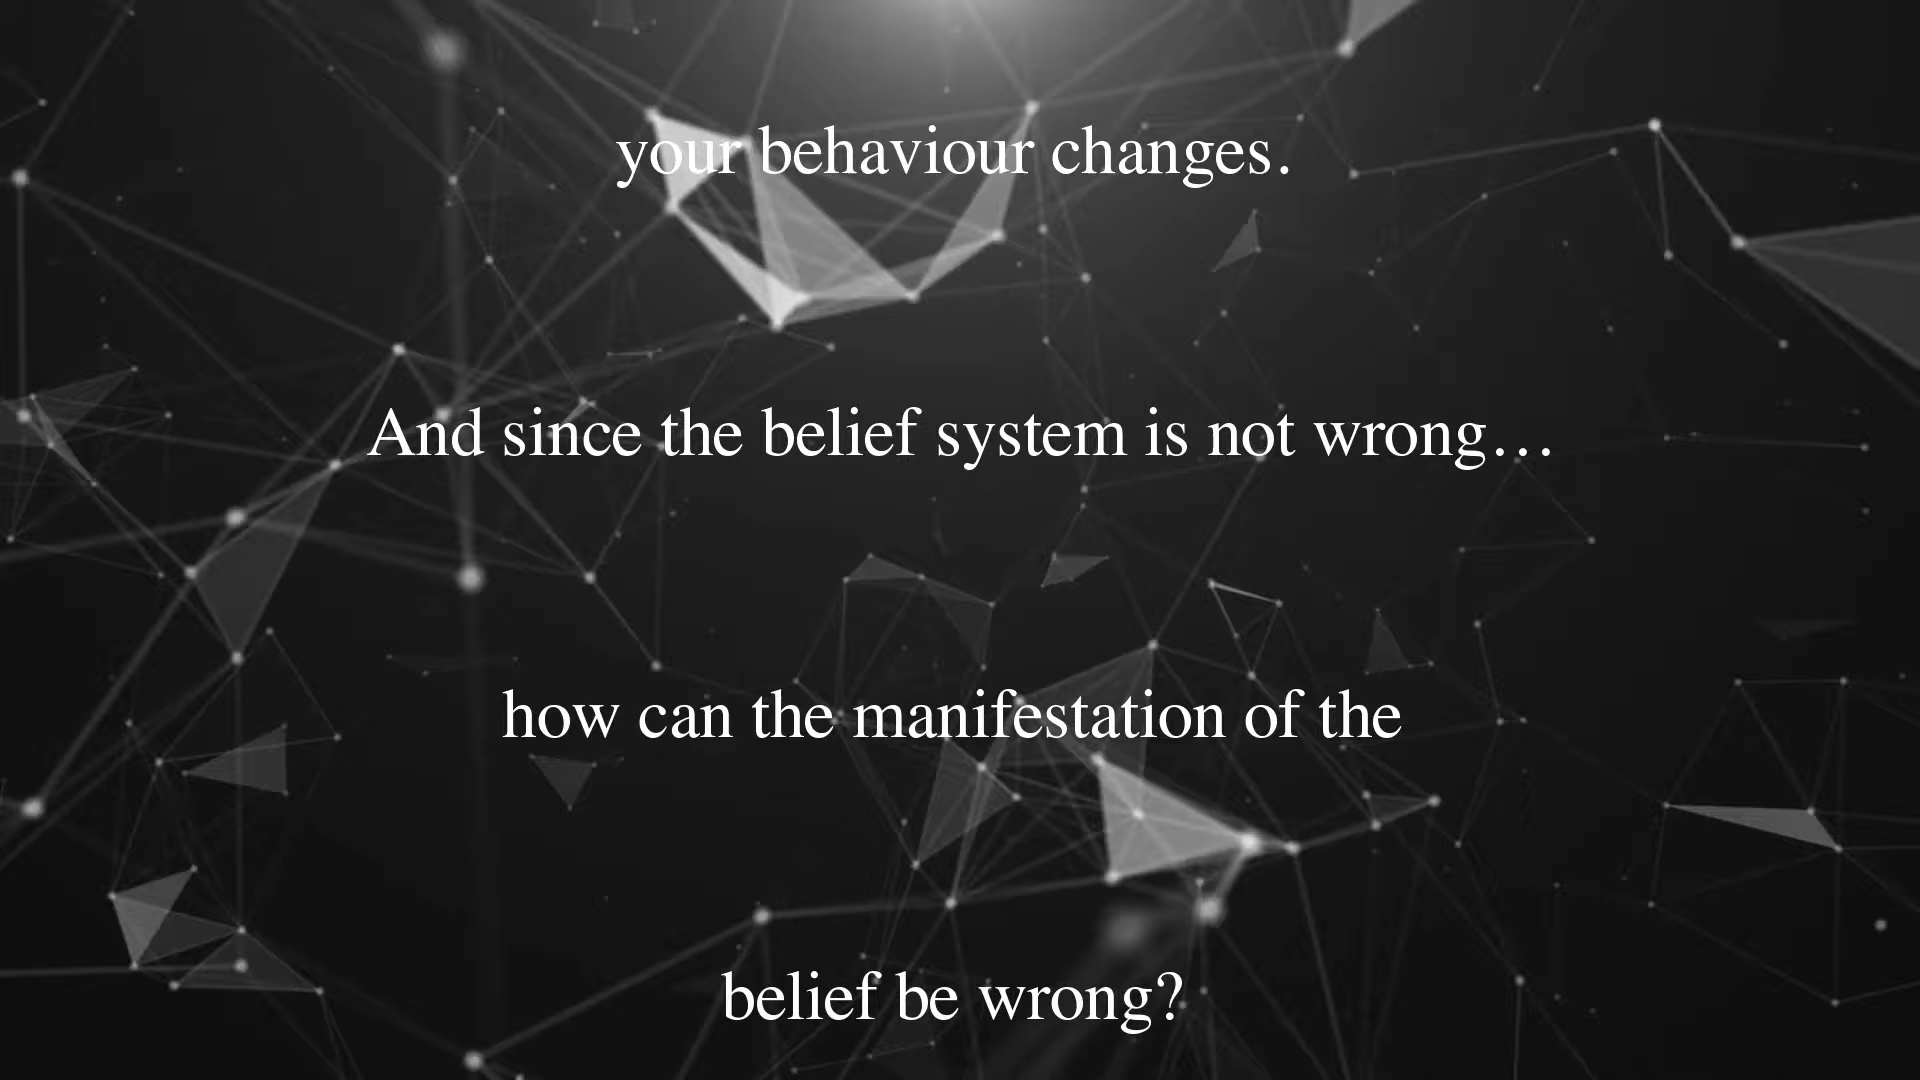 your behaviour changes.
And since the belief system is not wrong…
how can the manifestation of the
belief be wrong?